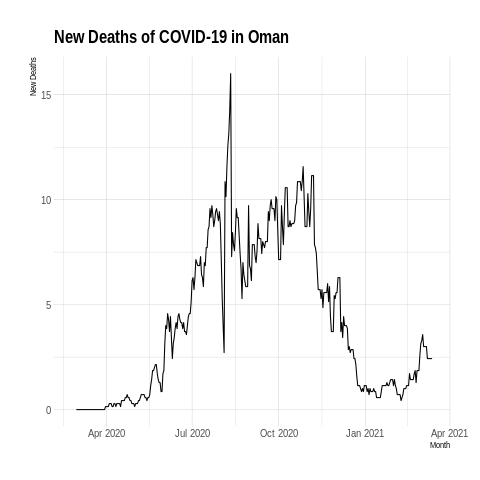 New Deaths of COVID-19 in Oman
New Deaths
15
10
5
0
Apr 2020
Jul 2020
Oct 2020
Jan 2021
Apr 2021
Month